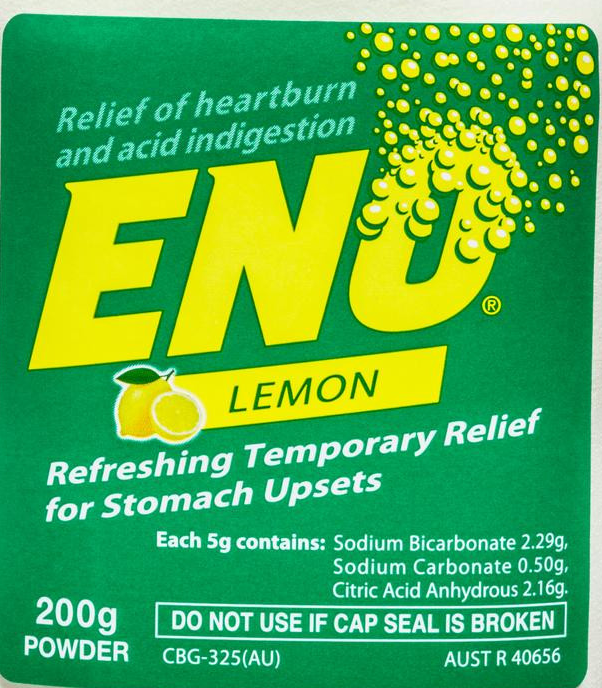 Relief of heartburn
and acid indigestion
ENO®
LEMON
Refreshing Temporary Relief
for Stomach Upsets
Each 5g contains: Sodium Bicarbonate 2.29g,
Sodium Carbonate 0.50g,
Citric Acid Anhydrous 2.16g.
200g
POWDER
DO NOT USE IF CAP SEAL IS BROKEN
CBG-325(AU)
AUST R 40656